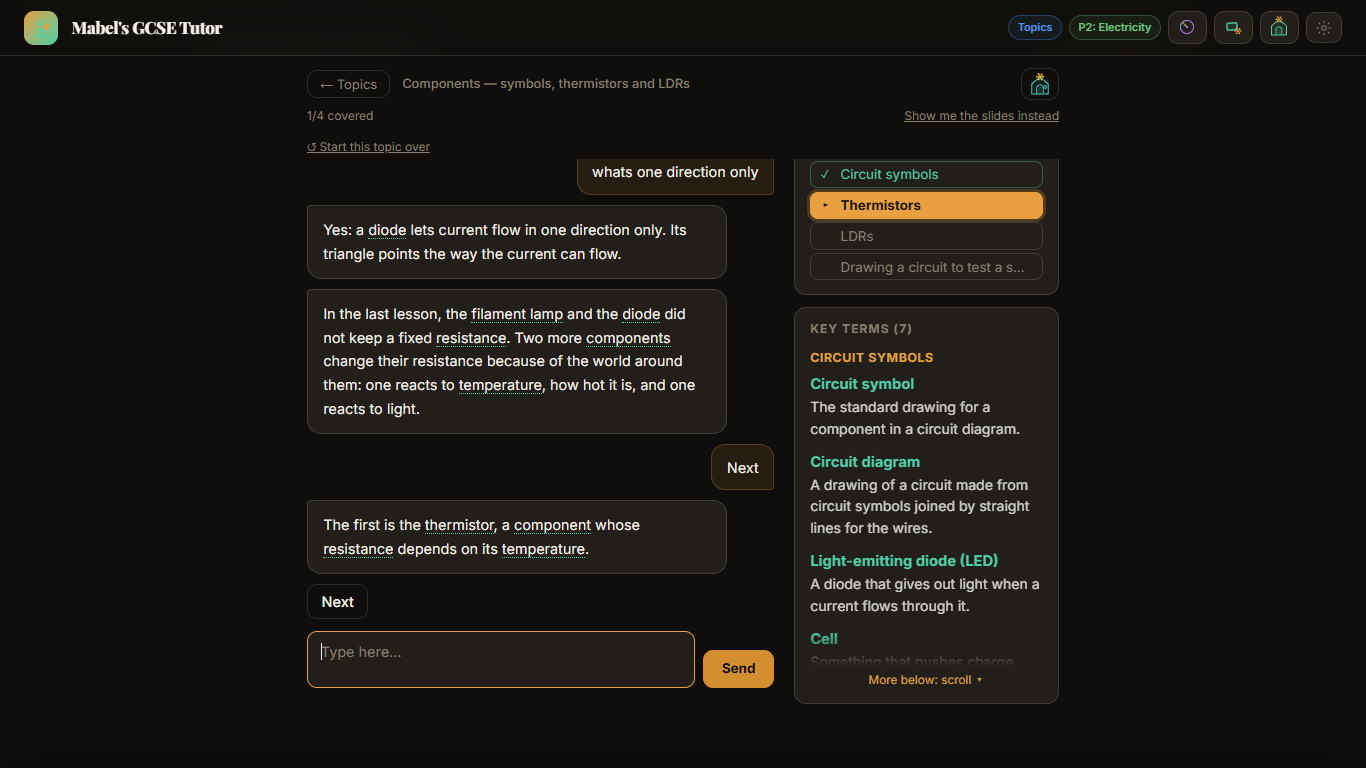 Mabel's GCSE Tutor
Topics
P2: Electricity
← Topics
Components — symbols, thermistors and LDRs
1/4 covered
Show me the slides instead
↺ Start this topic over
whats one direction only
Yes: a diode lets current flow in one direction only. Its
triangle points the way the current can flow.
In the last lesson, the filament lamp and the diode did
not keep a fixed resistance. Two more components
change their resistance because of the world around
them: one reacts to temperature, how hot it is, and one
reacts to light.
Next
The first is the thermistor, a component whose
resistance depends on its temperature.
Next
Type here...
Send
✓ Circuit symbols
▸ Thermistors
LDRs
Drawing a circuit to test a s...
KEY TERMS (7)
CIRCUIT SYMBOLS
Circuit symbol
The standard drawing for a
component in a circuit diagram.
Circuit diagram
A drawing of a circuit made from
circuit symbols joined by straight
lines for the wires.
Light-emitting diode (LED)
A diode that gives out light when a
current flows through it.
Cell
Something that pushes charge
More below: scroll ▾